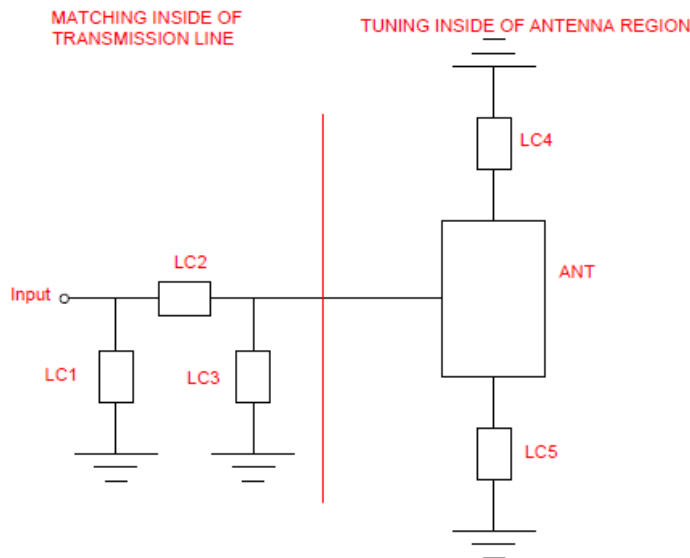 MATCHING INSIDE OF
TRANSMISSION LINE
TUNING INSIDE OF ANTENNA REGION
LC4
LC2
ANT
Input
LC1
LC3
LC5